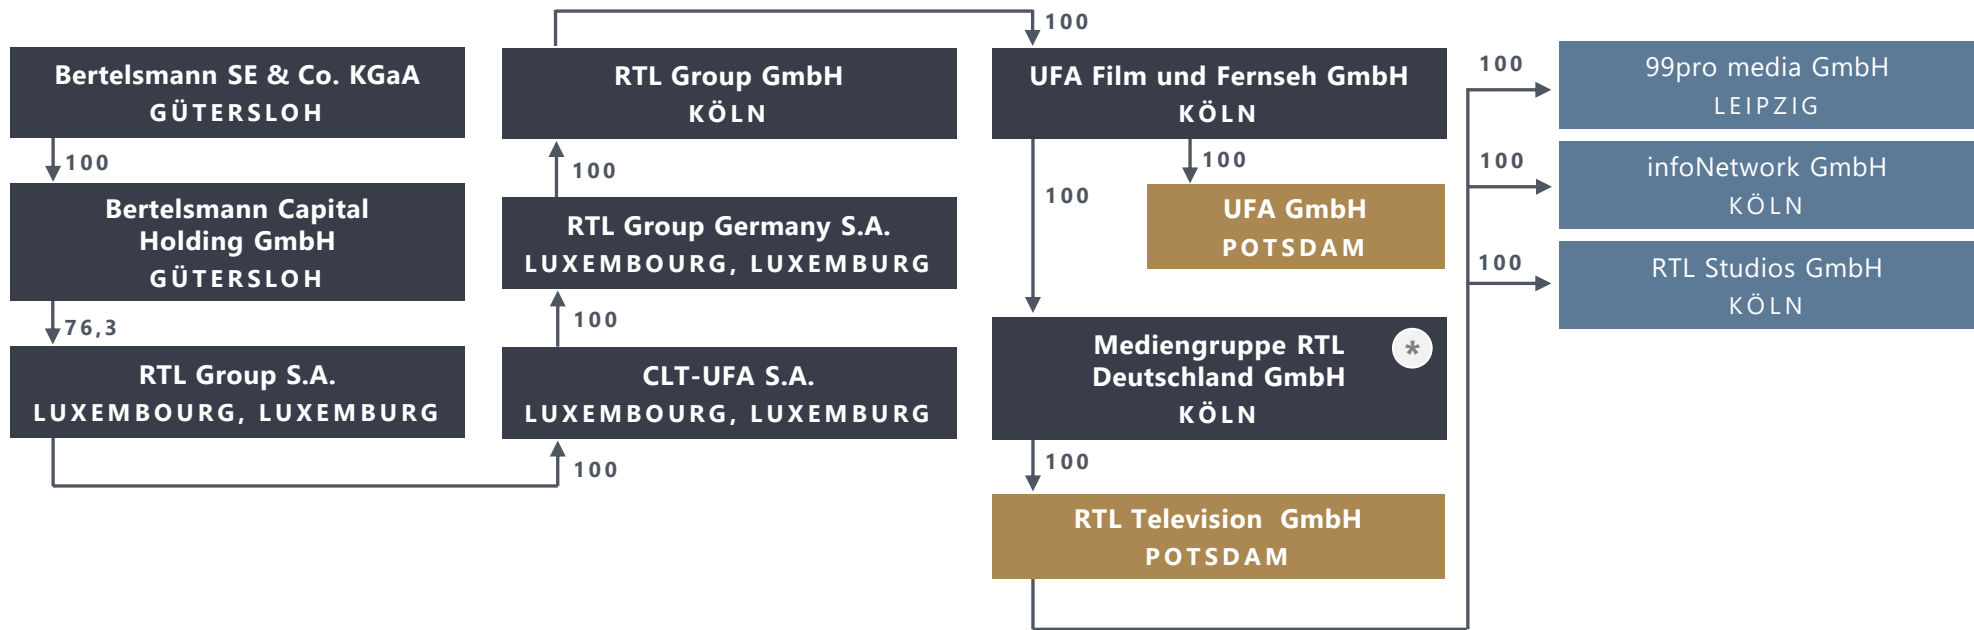 Bertelsmann SE & Co. KGaA
GÜTERSLOH
100
Bertelsmann Capital
Holding GmbH
GÜTERSLOH
76,3
RTL Group S.A.
LUXEMBOURG, LUXEMBURG
RTL Group GmbH
KÖLN
100
RTL Group Germany S.A.
LUXEMBOURG, LUXEMBURG
100
CLT-UFA S.A.
LUXEMBOURG, LUXEMBURG
100
100
UFA Film und Fernseh GmbH
KÖLN
100
100
UFA GmbH
POTSDAM
Mediengruppe RTL
Deutschland GmbH
KÖLN
*
100
RTL Television GmbH
POTSDAM
100
99pro media GmbH
LEIPZIG
100
infoNetwork GmbH
KÖLN
100
RTL Studios GmbH
KÖLN